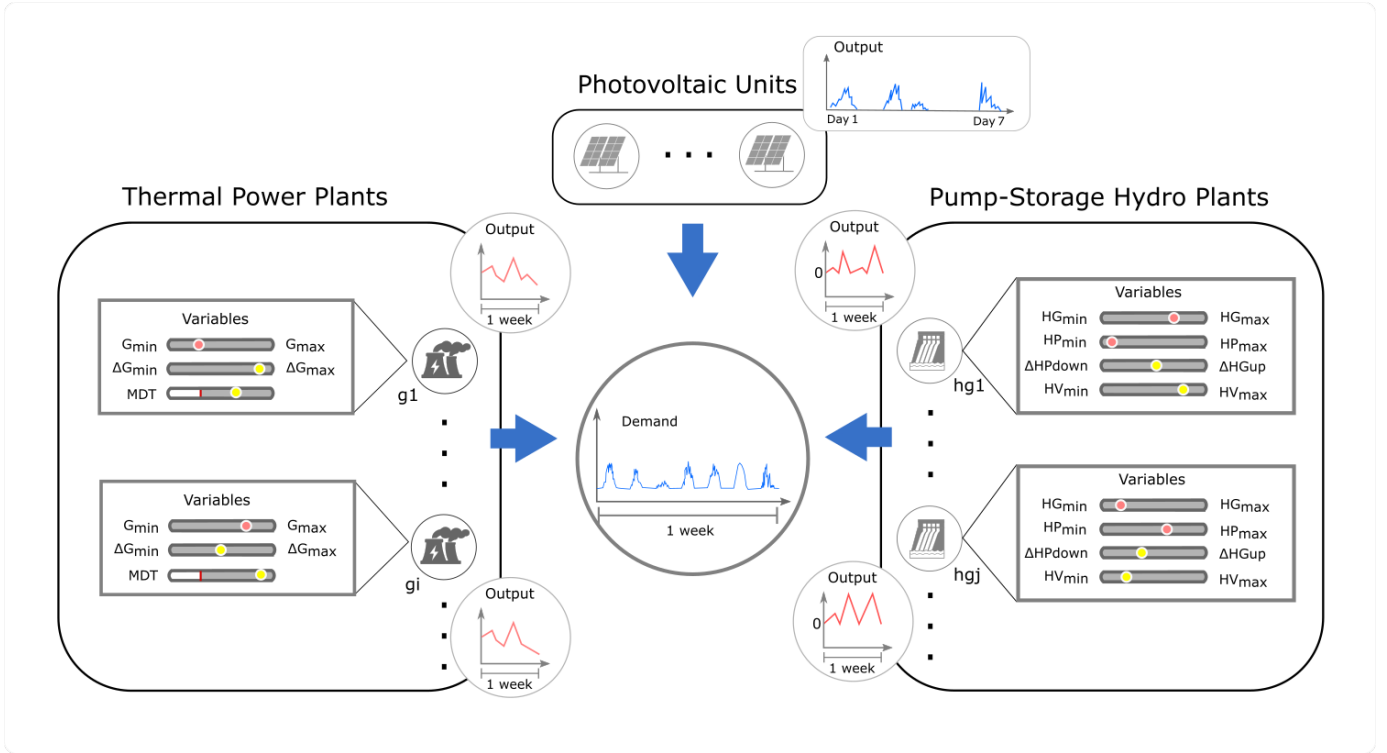 Photovoltaic Units
Output
Day 1
Day 7
Thermal Power Plants
Output
1 week
Variables
Gmin
Gmax
ΔGmin
ΔGmax
MDT
g1
Variables
Gmin
Gmax
ΔGmin
ΔGmax
MDT
gi
Output
1 week
Demand
1 week
Pump-Storage Hydro Plants
Output
0
1 week
Variables
HGmin
HGmax
HPmin
HPmax
ΔHPdown
ΔHGup
HVmin
HVmax
hg1
Variables
HGmin
HGmax
HPmin
HPmax
ΔHPdown
ΔHGup
HVmin
HVmax
hgj
Output
0
1 week